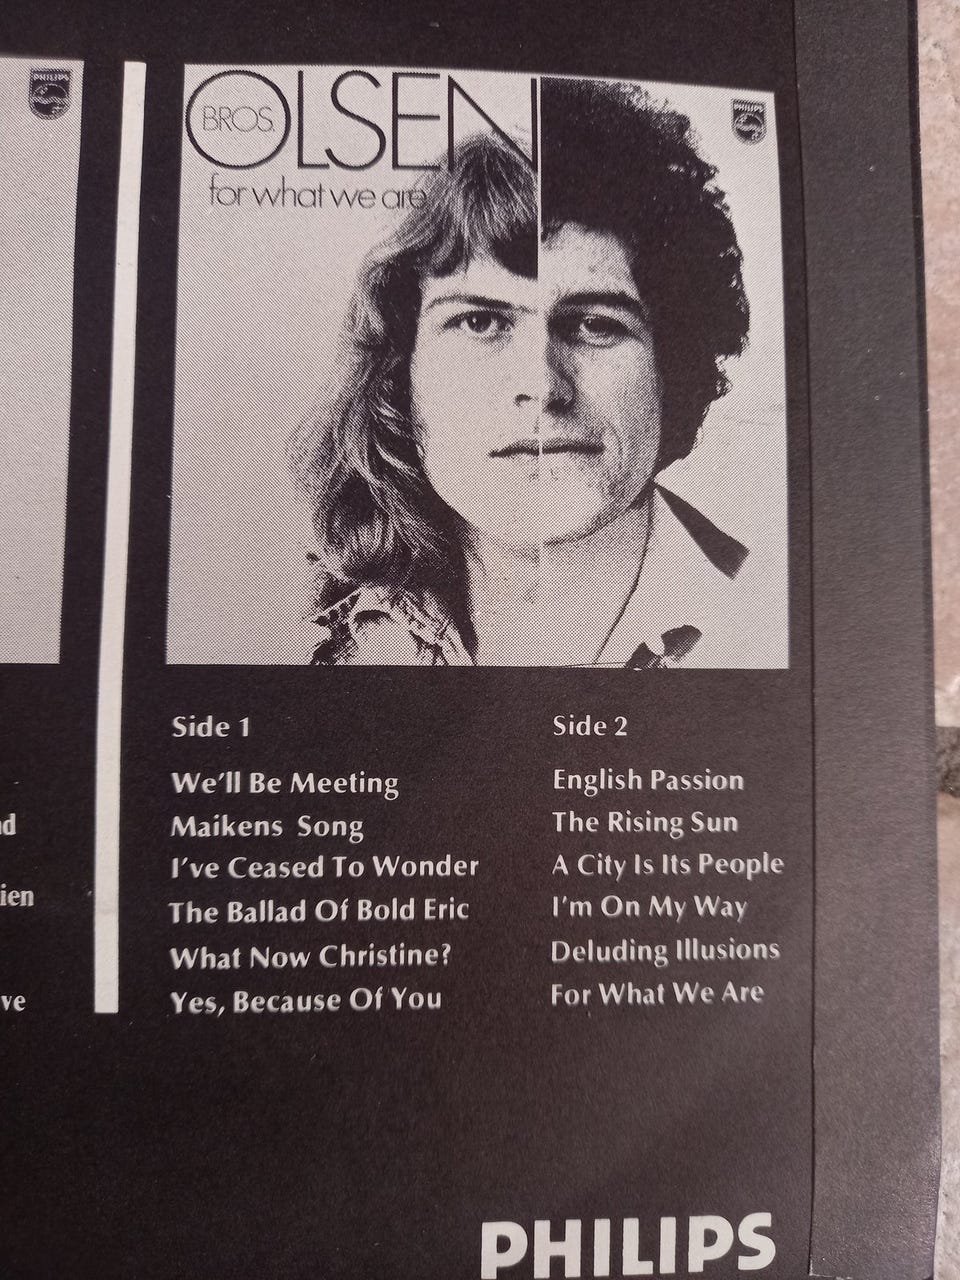 PHILIPS
BROS. OLSEN
for what we are
PHILIPS
Side 1
We'll Be Meeting
Maikens Song
I've Ceased To Wonder
The Ballad Of Bold Eric
What Now Christine?
Yes, Because Of You
Side 2
English Passion
The Rising Sun
A City Is Its People
I'm On My Way
Deluding Illusions
For What We Are
PHILIPS